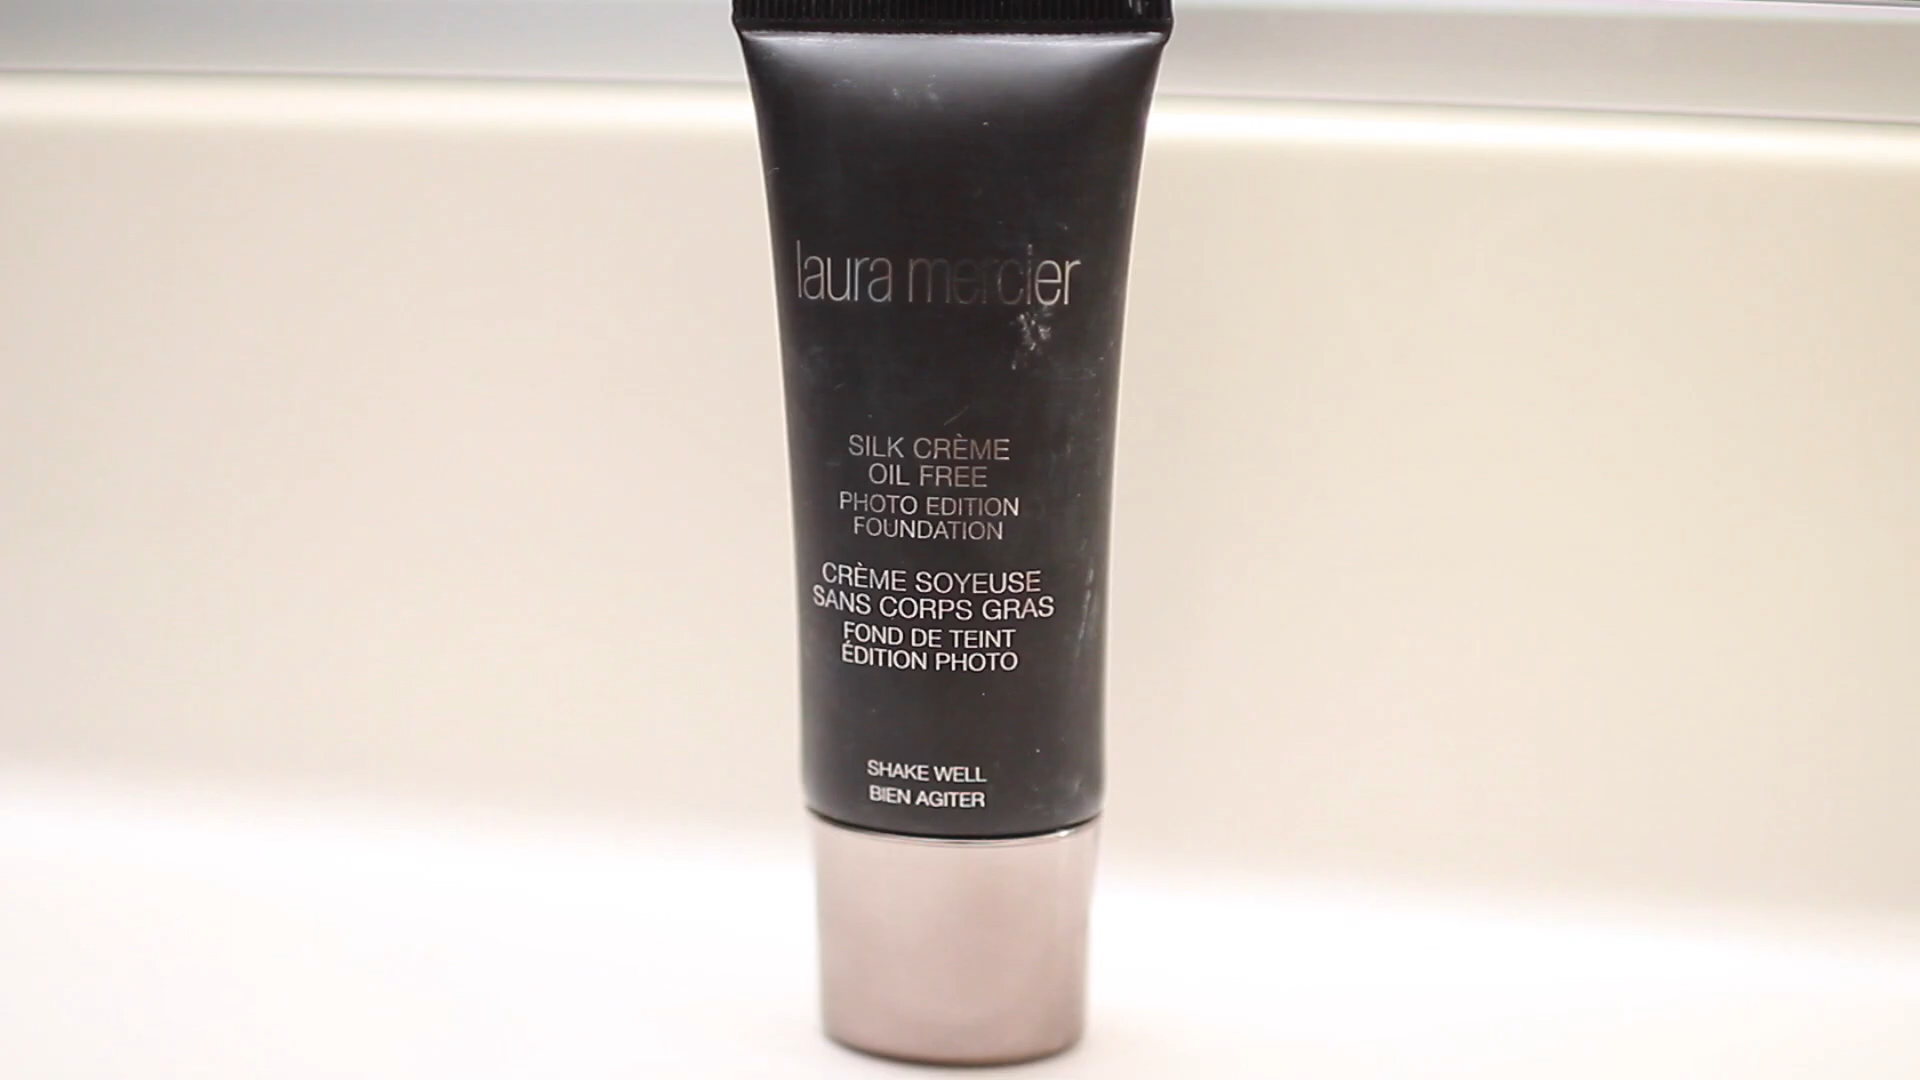 laura mercier
SILK CRÈME
OIL FREE
PHOTO EDITION
FOUNDATION
CRÈME SOYEUSE
SANS CORPS GRAS
FOND DE TEINT
ÉDITION PHOTO
SHAKE WELL
BIEN AGITER